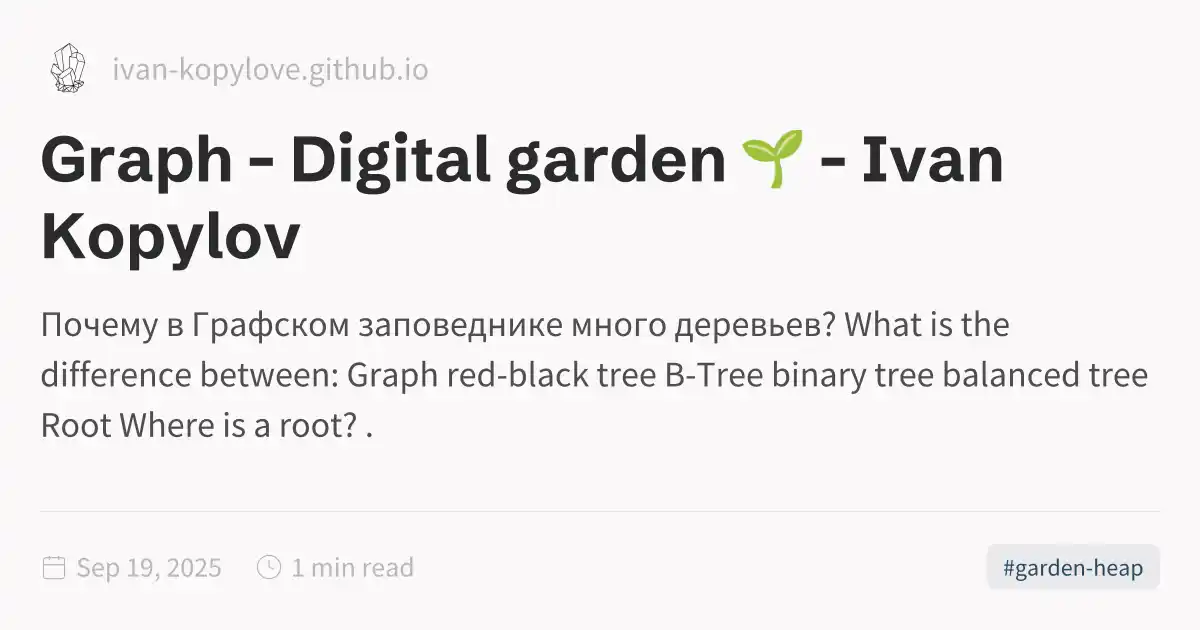 ivan-kopylove.github.io
Graph - Digital garden 🌱 - Ivan
Kopylov
Почему в Графском заповеднике много деревьев? What is the
difference between: Graph red-black tree B-Tree binary tree balanced tree
Root Where is a root? .
Sep 19, 2025
1 min read
#garden-heap